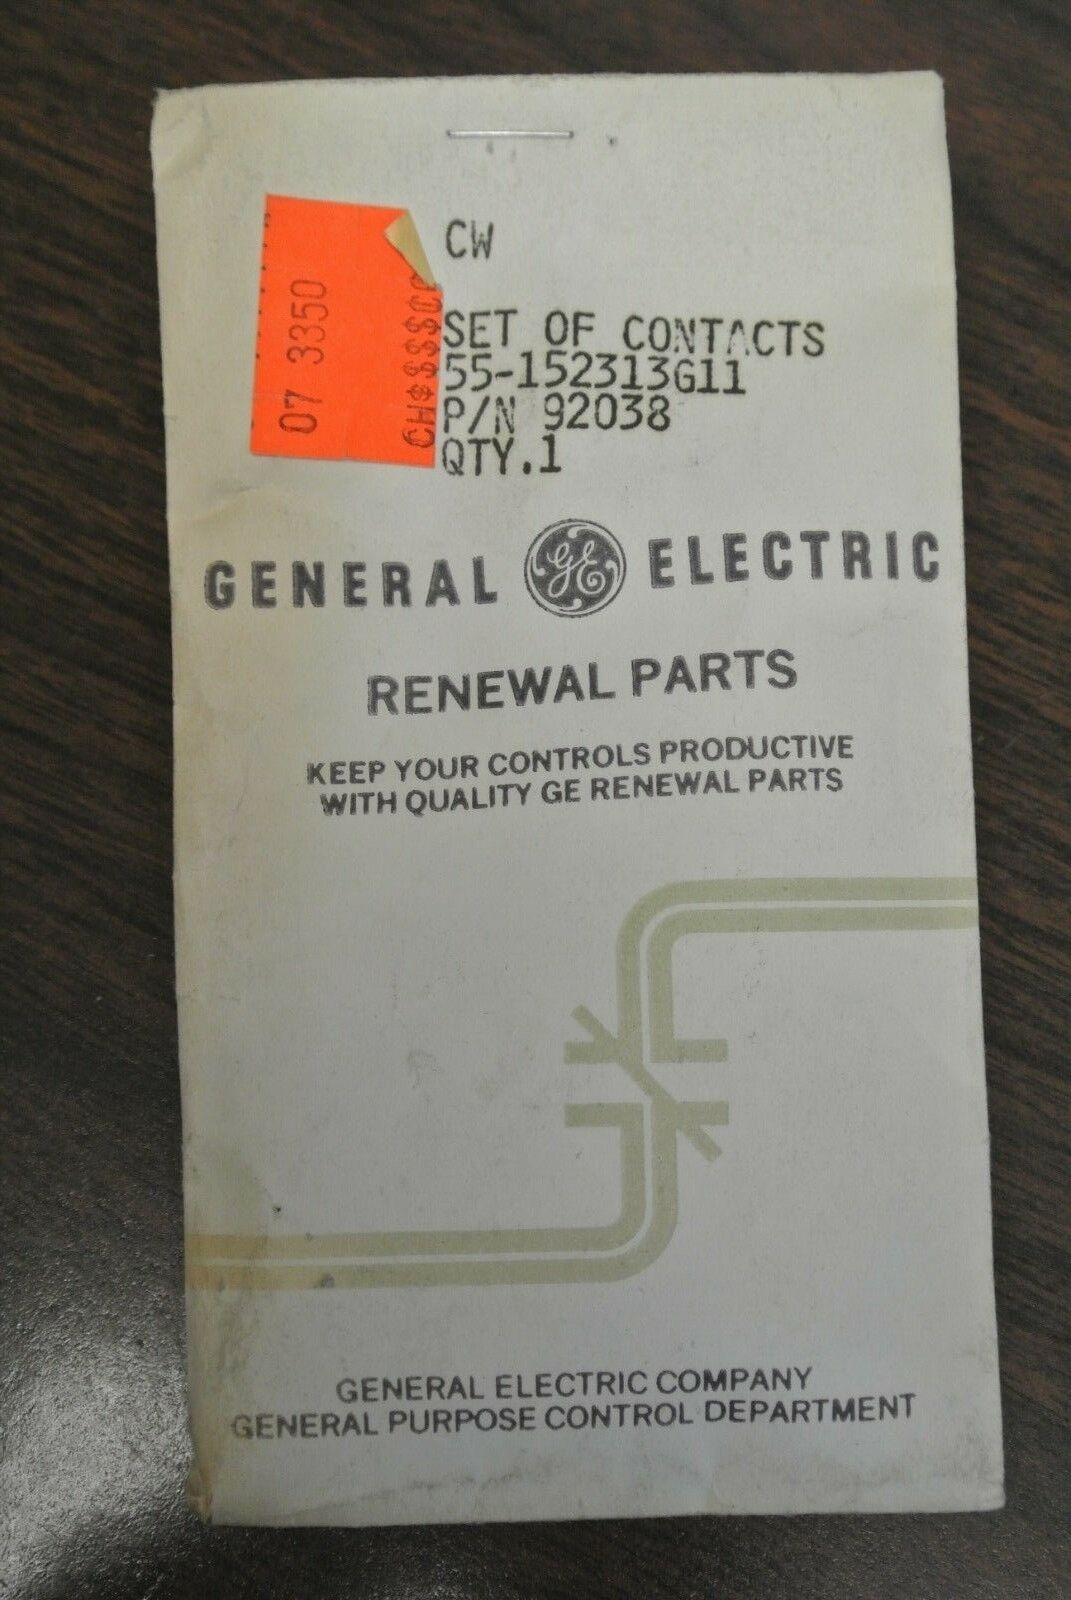 CW
SET OF CONTACTS
55-152313G11
P/N 92038
QTY.1
07 3350
GENERAL GE ELECTRIC
RENEWAL PARTS
KEEP YOUR CONTROLS PRODUCTIVE
WITH QUALITY GE RENEWAL PARTS
GENERAL ELECTRIC COMPANY
GENERAL PURPOSE CONTROL DEPARTMENT